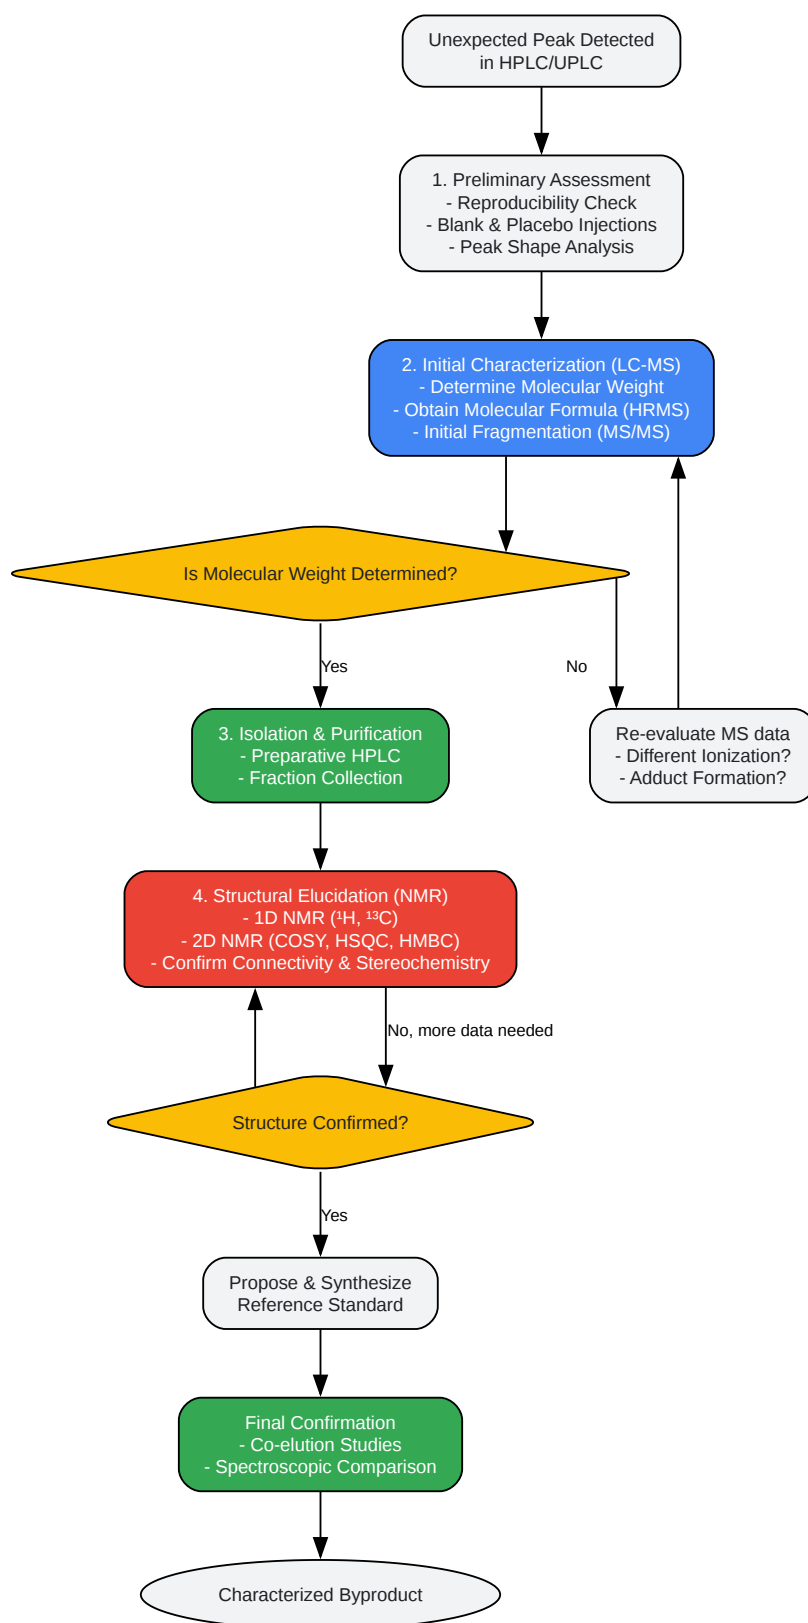 Unexpected Peak Detected
in HPLC/UPLC
1. Preliminary Assessment
- Reproducibility Check
- Blank & Placebo Injections
- Peak Shape Analysis
2. Initial Characterization (LC-MS)
- Determine Molecular Weight
- Obtain Molecular Formula (HRMS)
- Initial Fragmentation (MS/MS)
Is Molecular Weight Determined?
Yes
No
3. Isolation & Purification
- Preparative HPLC
- Fraction Collection
Re-evaluate MS data
- Different Ionization?
- Adduct Formation?
4. Structural Elucidation (NMR)
- 1D NMR (¹H, ¹³C)
- 2D NMR (COSY, HSQC, HMBC)
- Confirm Connectivity & Stereochemistry
No, more data needed
Structure Confirmed?
Yes
Propose & Synthesize
Reference Standard
Final Confirmation
- Co-elution Studies
- Spectroscopic Comparison
Characterized Byproduct